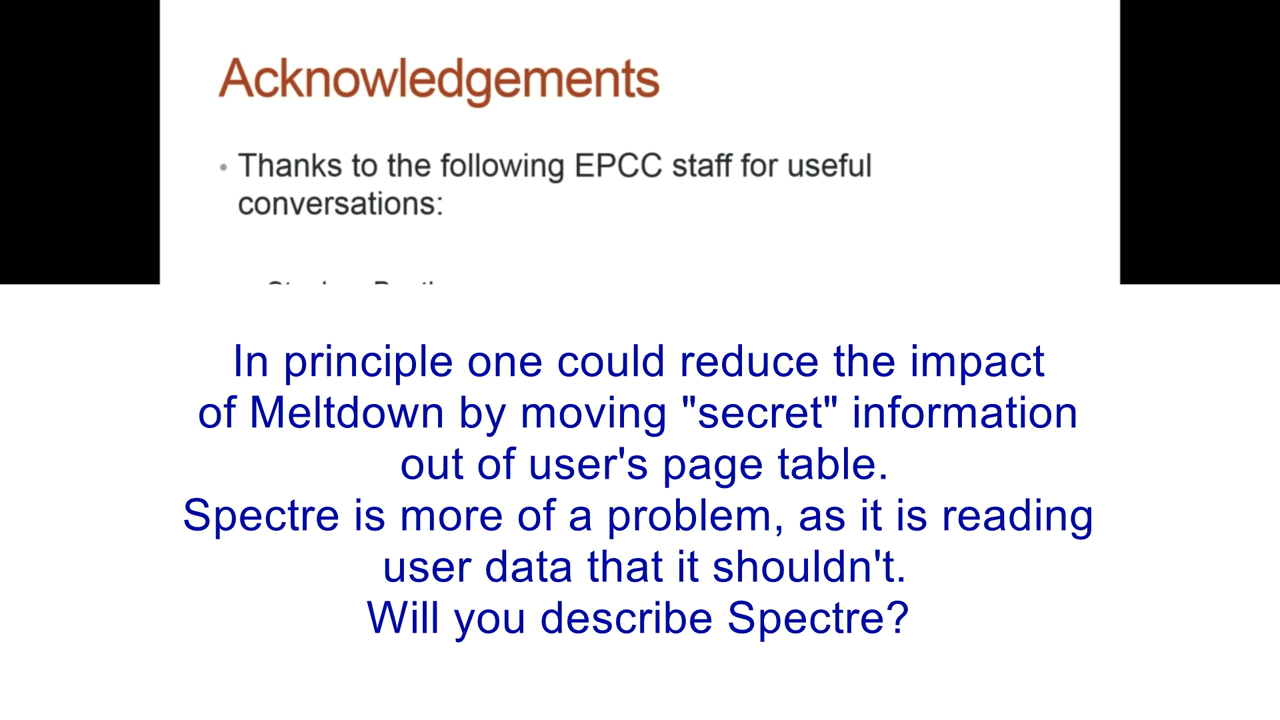 Acknowledgements
• Thanks to the following EPCC staff for useful
conversations:
In principle one could reduce the impact
of Meltdown by moving "secret" information
out of user's page table.
Spectre is more of a problem, as it is reading
user data that it shouldn't.
Will you describe Spectre?